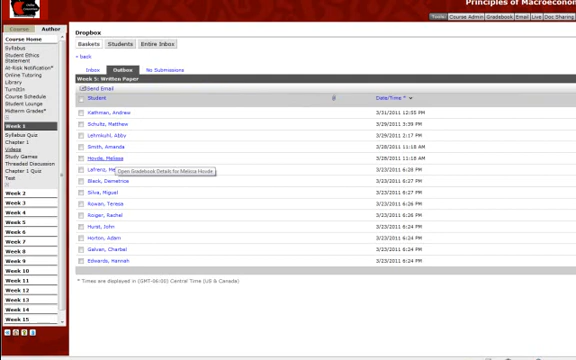 Principles of Macroeconom
Tools Course Admin Gradebook Email Live Doc Sharing
Course Author
Course Home
Syllabus
Student Ethics
Statement
At-Risk Notification*
Online Tutoring
Library
TurnItIn
Course Schedule
Student Lounge
Midterm Grades*
Week 1
Syllabus Quiz
Chapter 1
Videos
Study Games
Threaded Discussion
Chapter 1 Quiz
Test
Week 2
Week 3
Week 4
Week 5
Week 6
Week 7
Week 8
Week 9
Week 10
Week 11
Week 12
Week 13
Week 14
Week 15
Dropbox
Baskets Students Entire Inbox
back
Inbox Outbox No Submissions
Week 5: Written Paper
Send Email
Student Date/Time *
Kathman, Andrew 3/31/2011 12:55 PM
Schultz, Matthew 3/29/2011 3:39 PM
Lehmkuhl, Abby 3/29/2011 2:17 PM
Smith, Amanda 3/28/2011 11:18 AM
Hovde, Melissa 3/28/2011 11:18 AM
Lafrenz, Me 3/23/2011 6:28 PM
Open Gradebook Details for Melissa Hovde
Black, Demetrice 3/23/2011 6:27 PM
Silva, Miguel 3/23/2011 6:27 PM
Rowan, Teresa 3/23/2011 6:26 PM
Roiger, Rachel 3/23/2011 6:24 PM
Hurst, John 3/23/2011 6:24 PM
Horton, Adam 3/23/2011 6:24 PM
Galvan, Charbel 3/23/2011 6:24 PM
Edwards, Hannah 3/23/2011 6:24 PM
* Times are displayed in (GMT-06:00) Central Time (US & Canada)